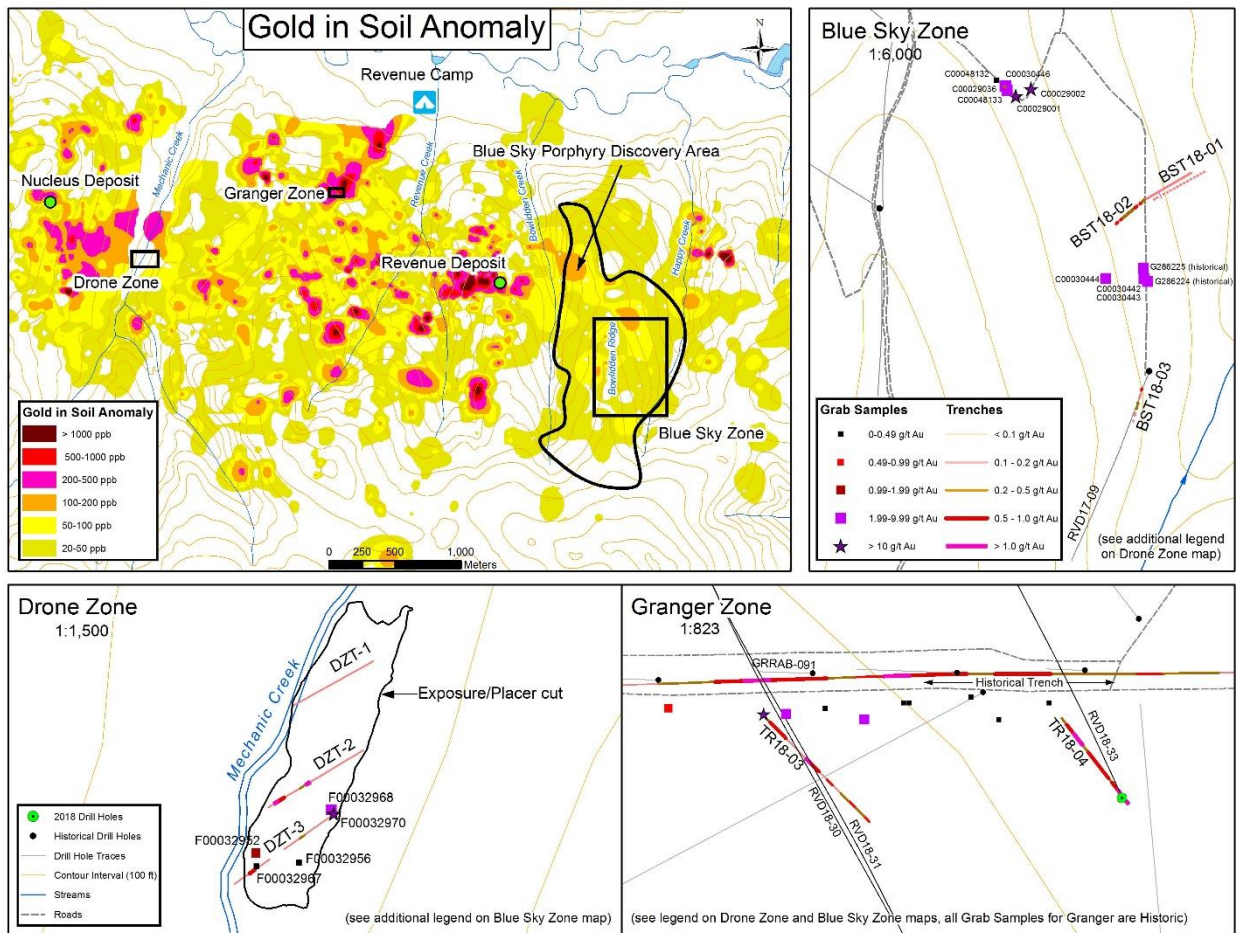 Gold in Soil Anomaly
N
Revenue Camp
Mechanic Creek
Blue Sky Porphyry Discovery Area
Nucleus Deposit
Granger Zone
Revenue Creek
Bowlidden Creek
Happy Creek
Revenue Deposit
Drone Zone
Bowlidden Ridge
Blue Sky Zone
Gold in Soil Anomaly
> 1000 ppb
500-1000 ppb
200-500 ppb
100-200 ppb
50-100 ppb
20-50 ppb
0 250 500 1,000
Meters
Blue Sky Zone
1:6,000
C00048132
C00030446
C00029036
C00029002
C00048133
C00029001
BST18-01
BST18-02
G286225 (historical)
C00030444
G286224 (historical)
C00030442
C00030443
BST18-03
RVD17-09
Grab Samples
Trenches
0-0.49 g/t Au
< 0.1 g/t Au
0.49-0.99 g/t Au
0.1 - 0.2 g/t Au
0.99-1.99 g/t Au
0.2 - 0.5 g/t Au
1.99-9.99 g/t Au
0.5 - 1.0 g/t Au
> 10 g/t Au
> 1.0 g/t Au
(see additional legend
on Drone Zone map)
Drone Zone
1:1,500
Mechanic Creek
DZT-1
Exposure/Placer cut
DZT-2
F00032968
DZT-3
F00032970
F00032952
F00032956
F00032967
2018 Drill Holes
Historical Drill Holes
Drill Hole Traces
Contour Interval (100 ft)
Streams
Roads
(see additional legend on Blue Sky Zone map)
Granger Zone
1:823
GRRAB-091
Historical Trench
TR18-03
TR18-04
RVD18-33
RVD18-30
RVD18-31
(see legend on Drone Zone and Blue Sky Zone maps, all Grab Samples for Granger are Historic)